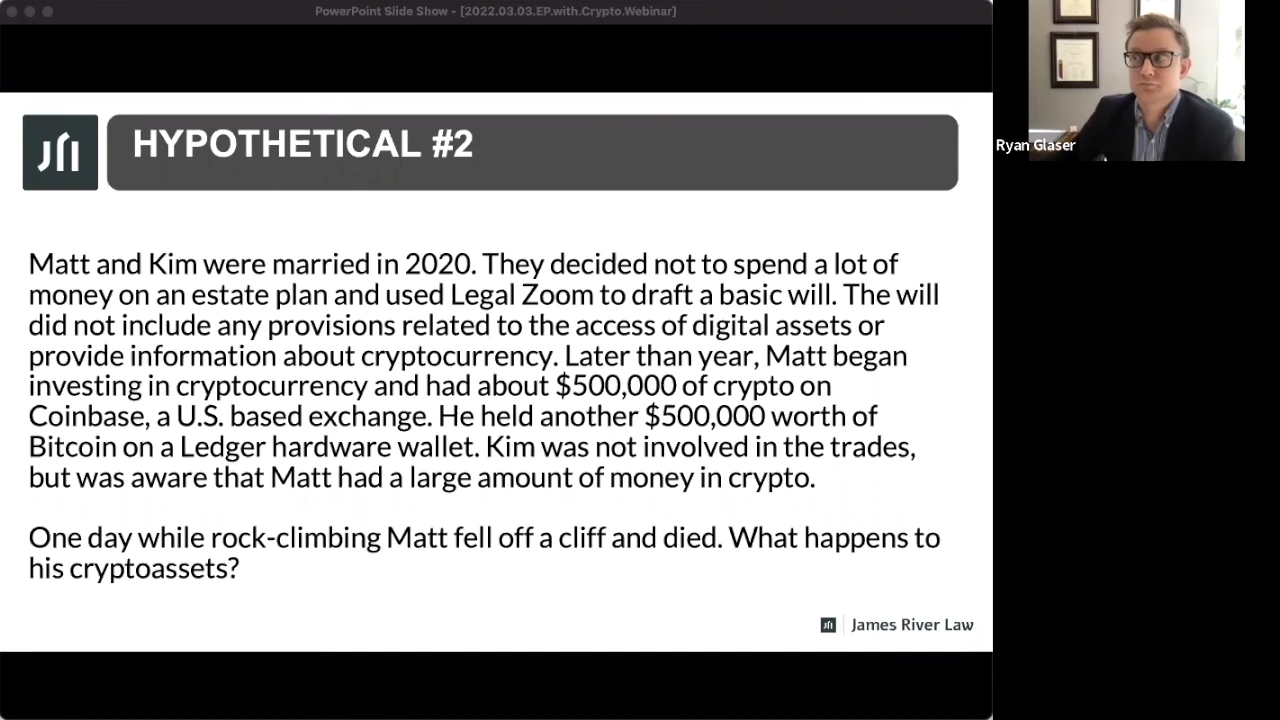 PowerPoint Slide Show - [2022.03.03.EP.with.Crypto.Webinar]
HYPOTHETICAL #2
Matt and Kim were married in 2020. They decided not to spend a lot of
money on an estate plan and used Legal Zoom to draft a basic will. The will
did not include any provisions related to the access of digital assets or
provide information about cryptocurrency. Later than year, Matt began
investing in cryptocurrency and had about $500,000 of crypto on
Coinbase, a U.S. based exchange. He held another $500,000 worth of
Bitcoin on a Ledger hardware wallet. Kim was not involved in the trades,
but was aware that Matt had a large amount of money in crypto.
One day while rock-climbing Matt fell off a cliff and died. What happens to
his cryptoassets?
James River Law
Ryan Glaser